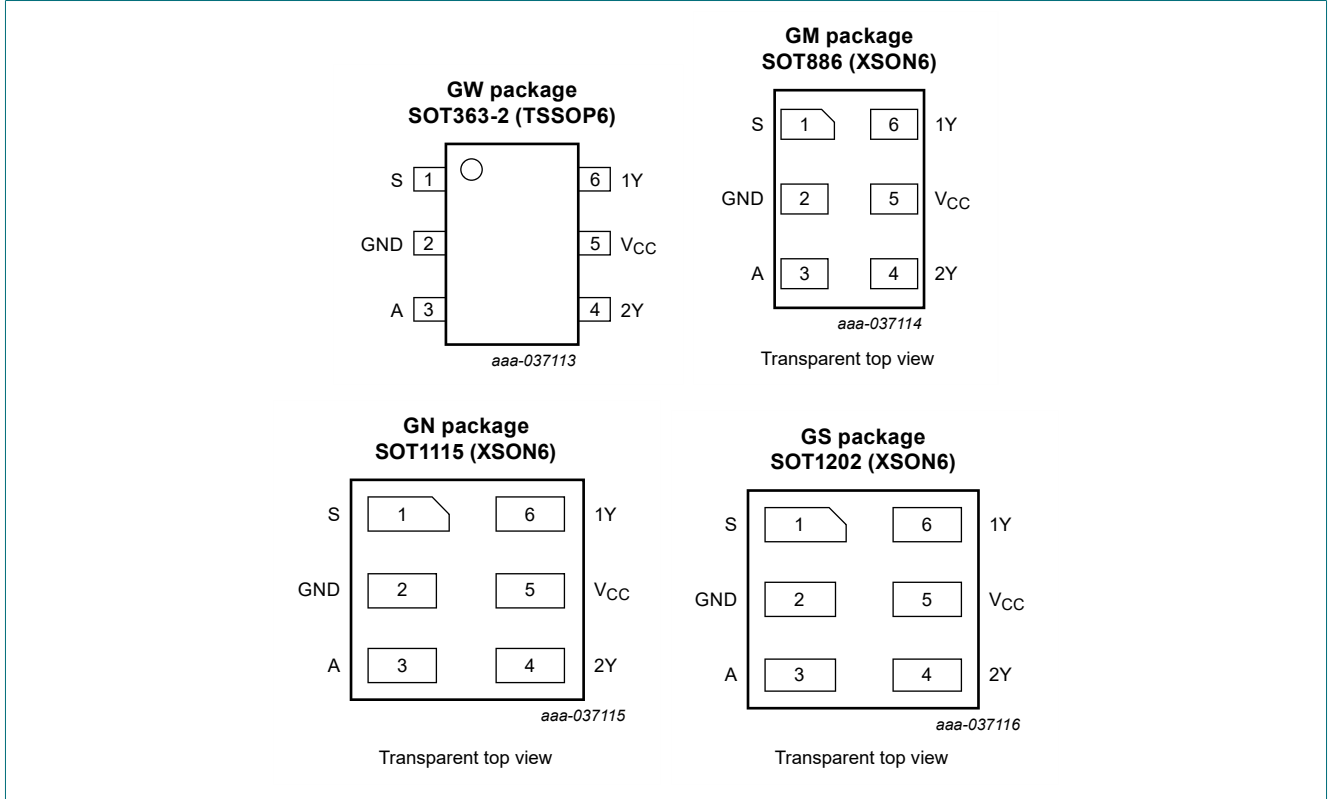 GW package
SOT363-2 (TSSOP6)
S 1 6 1Y
GND 2 5 VCC
A 3 4 2Y
aaa-037113
GM package
SOT886 (XSON6)
S 1 6 1Y
GND 2 5 VCC
A 3 4 2Y
aaa-037114
Transparent top view
GN package
SOT1115 (XSON6)
S 1 6 1Y
GND 2 5 VCC
A 3 4 2Y
aaa-037115
Transparent top view
GS package
SOT1202 (XSON6)
S 1 6 1Y
GND 2 5 VCC
A 3 4 2Y
aaa-037116
Transparent top view